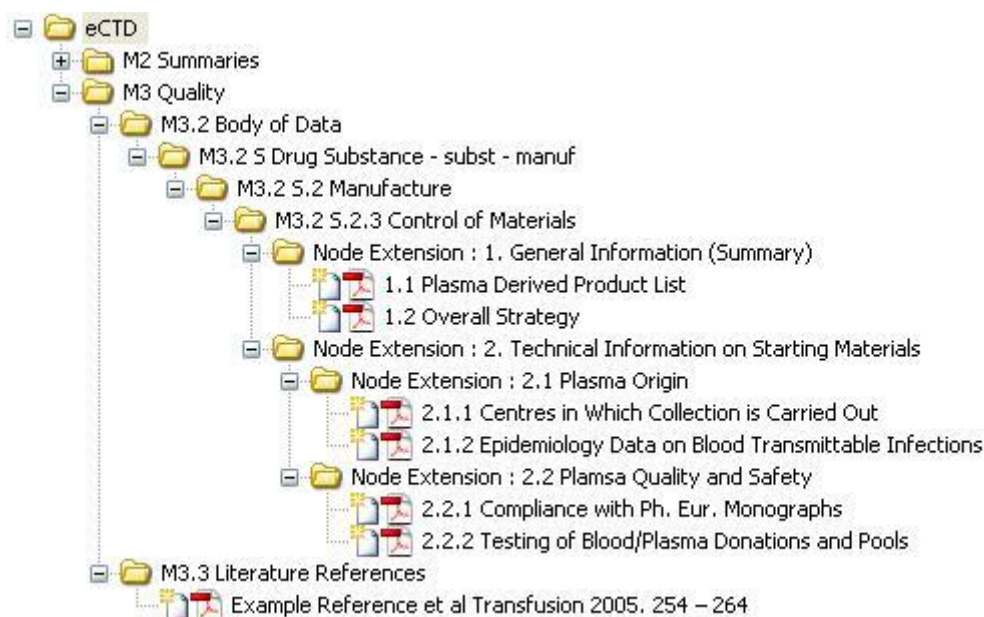 eCTD
M2 Summaries
M3 Quality
M3.2 Body of Data
M3.2 S Drug Substance - subst - manuf
M3.2 S.2 Manufacture
M3.2 S.2.3 Control of Materials
Node Extension : 1. General Information (Summary)
1.1 Plasma Derived Product List
1.2 Overall Strategy
Node Extension : 2. Technical Information on Starting Materials
Node Extension : 2.1 Plasma Origin
2.1.1 Centres in Which Collection is Carried Out
2.1.2 Epidemiology Data on Blood Transmittable Infections
Node Extension : 2.2 Plamsa Quality and Safety
2.2.1 Compliance with Ph. Eur. Monographs
2.2.2 Testing of Blood/Plasma Donations and Pools
M3.3 Literature References
Example Reference et al Transfusion 2005. 254 – 264